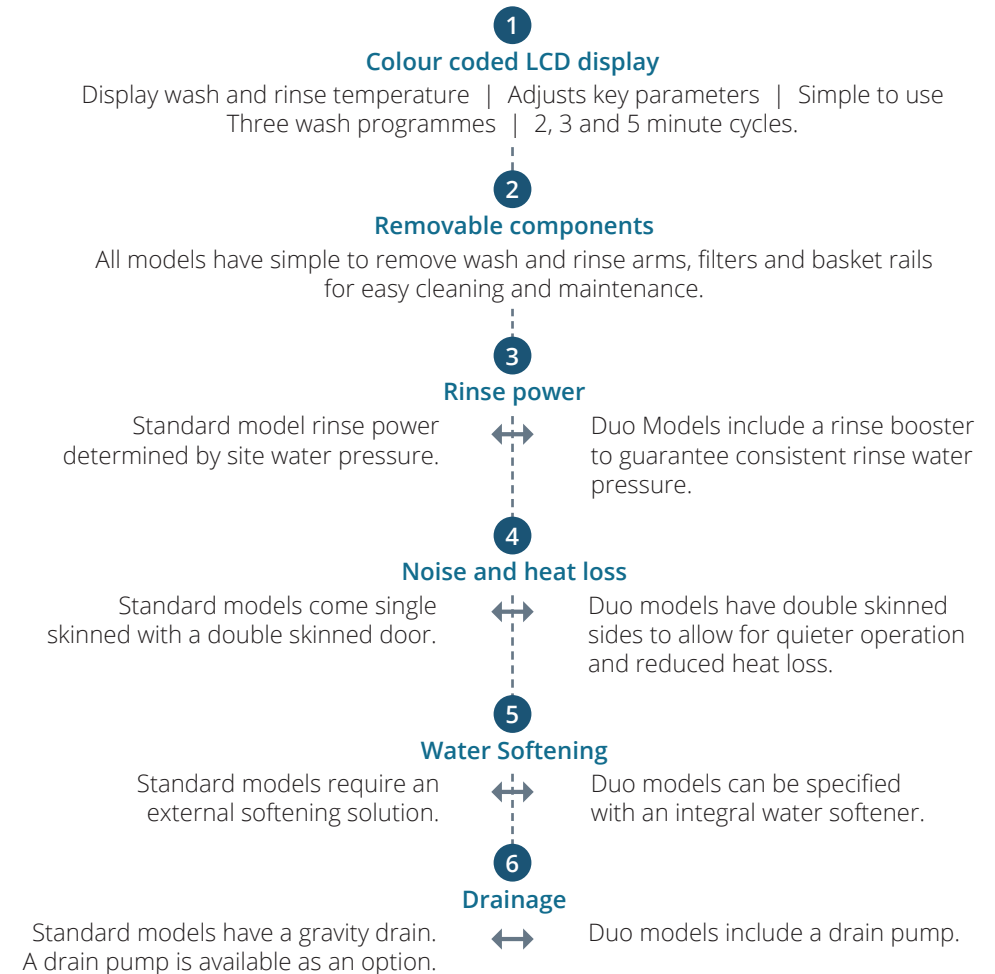 1
Colour coded LCD display
Display wash and rinse temperature | Adjusts key parameters | Simple to use
Three wash programmes | 2, 3 and 5 minute cycles.
2
Removable components
All models have simple to remove wash and rinse arms, filters and basket rails
for easy cleaning and maintenance.
3
Rinse power
Standard model rinse power
determined by site water pressure.
Duo Models include a rinse booster
to guarantee consistent rinse water
pressure.
4
Noise and heat loss
Standard models come single
skinned with a double skinned door.
Duo models have double skinned
sides to allow for quieter operation
and reduced heat loss.
5
Water Softening
Standard models require an
external softening solution.
Duo models can be specified
with an integral water softener.
6
Drainage
Standard models have a gravity drain.
A drain pump is available as an option.
Duo models include a drain pump.